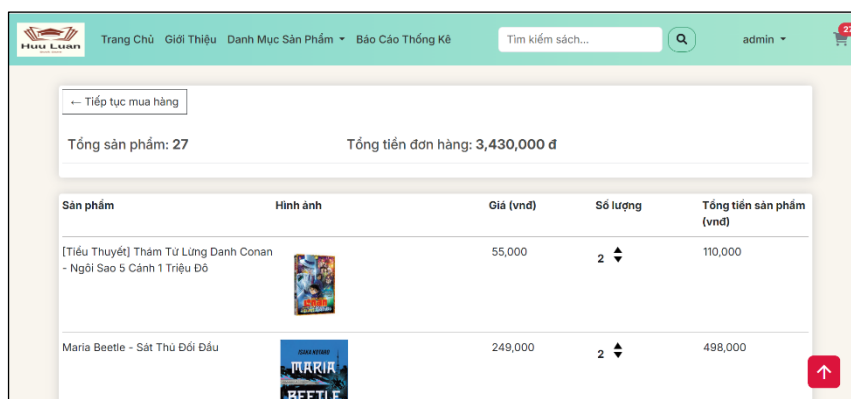 Huu Luan
Trang Chủ Giới Thiệu Danh Mục Sản Phẩm Báo Cáo Thống Kê Tìm kiếm sách... admin
← Tiếp tục mua hàng
Tổng sản phẩm: 27 Tổng tiền đơn hàng: 3,430,000 đ
Sản phẩm Hình ảnh Giá (vnđ) Số lượng Tổng tiền sản phẩm
(vnđ)
[Tiểu Thuyết] Thám Tử Lừng Danh Conan 55,000 2 110,000
- Ngôi Sao 5 Cánh 1 Triệu Đô
Maria Beetle - Sát Thủ Đối Đầu 249,000 2 498,000
MARIA
BEETLE